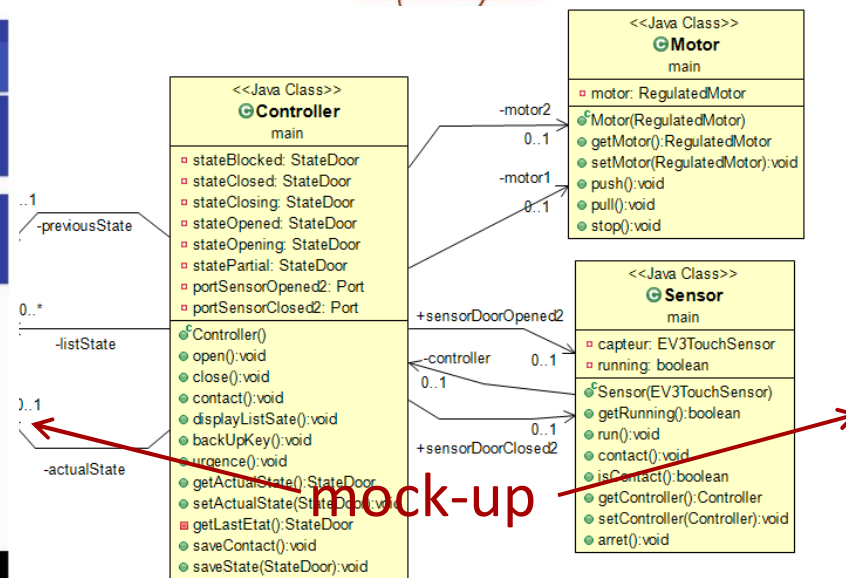 <<Java Class>>
Motor
main
motor: RegulatedMotor
Motor(RegulatedMotor)
getMotor():RegulatedMotor
setMotor(RegulatedMotor):void
push():void
pull():void
stop():void
<<Java Class>>
Controller
main
stateBlocked: StateDoor
stateClosed: StateDoor
stateClosing: StateDoor
stateOpened: StateDoor
stateOpening: StateDoor
statePartial: StateDoor
portSensorOpened2: Port
portSensorClosed2: Port
Controller()
open():void
close():void
contact():void
displayListSate():void
backUpKey():void
urgence():void
getActualState():StateDoor
setActualState(StateDoor):void
getLastEtat():StateDoor
saveContact():void
saveState(StateDoor):void
-motor2
0..1
-motor1
0..1
..1
-previousState
0..*
-listState
0..1
-actualState
+sensorDoorOpened2
0..1
-controller
0..1
0..1
+sensorDoorClosed2
<<Java Class>>
Sensor
main
capteur: EV3TouchSensor
running: boolean
Sensor(EV3TouchSensor)
getRunning():boolean
run():void
contact():void
isContact():boolean
getController():Controller
setController(Controller):void
arret():void
mock-up